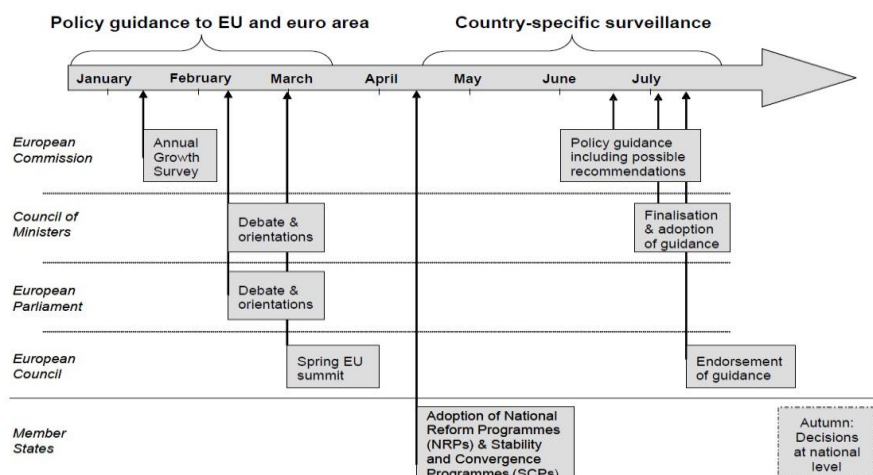 Policy guidance to EU and euro area
Country-specific surveillance
January
February
March
April
May
June
July
European
Commission
Annual
Growth
Survey
Policy guidance
including possible
recommendations
Council of
Ministers
Debate &
orientations
Finalisation
& adoption
of guidance
European
Parliament
Debate &
orientations
European
Council
Spring EU
summit
Endorsement
of guidance
Member
States
Adoption of National
Reform Programmes
(NRPs) & Stability
and Convergence
Programmes (SCPs)
Autumn:
Decisions
at national
level